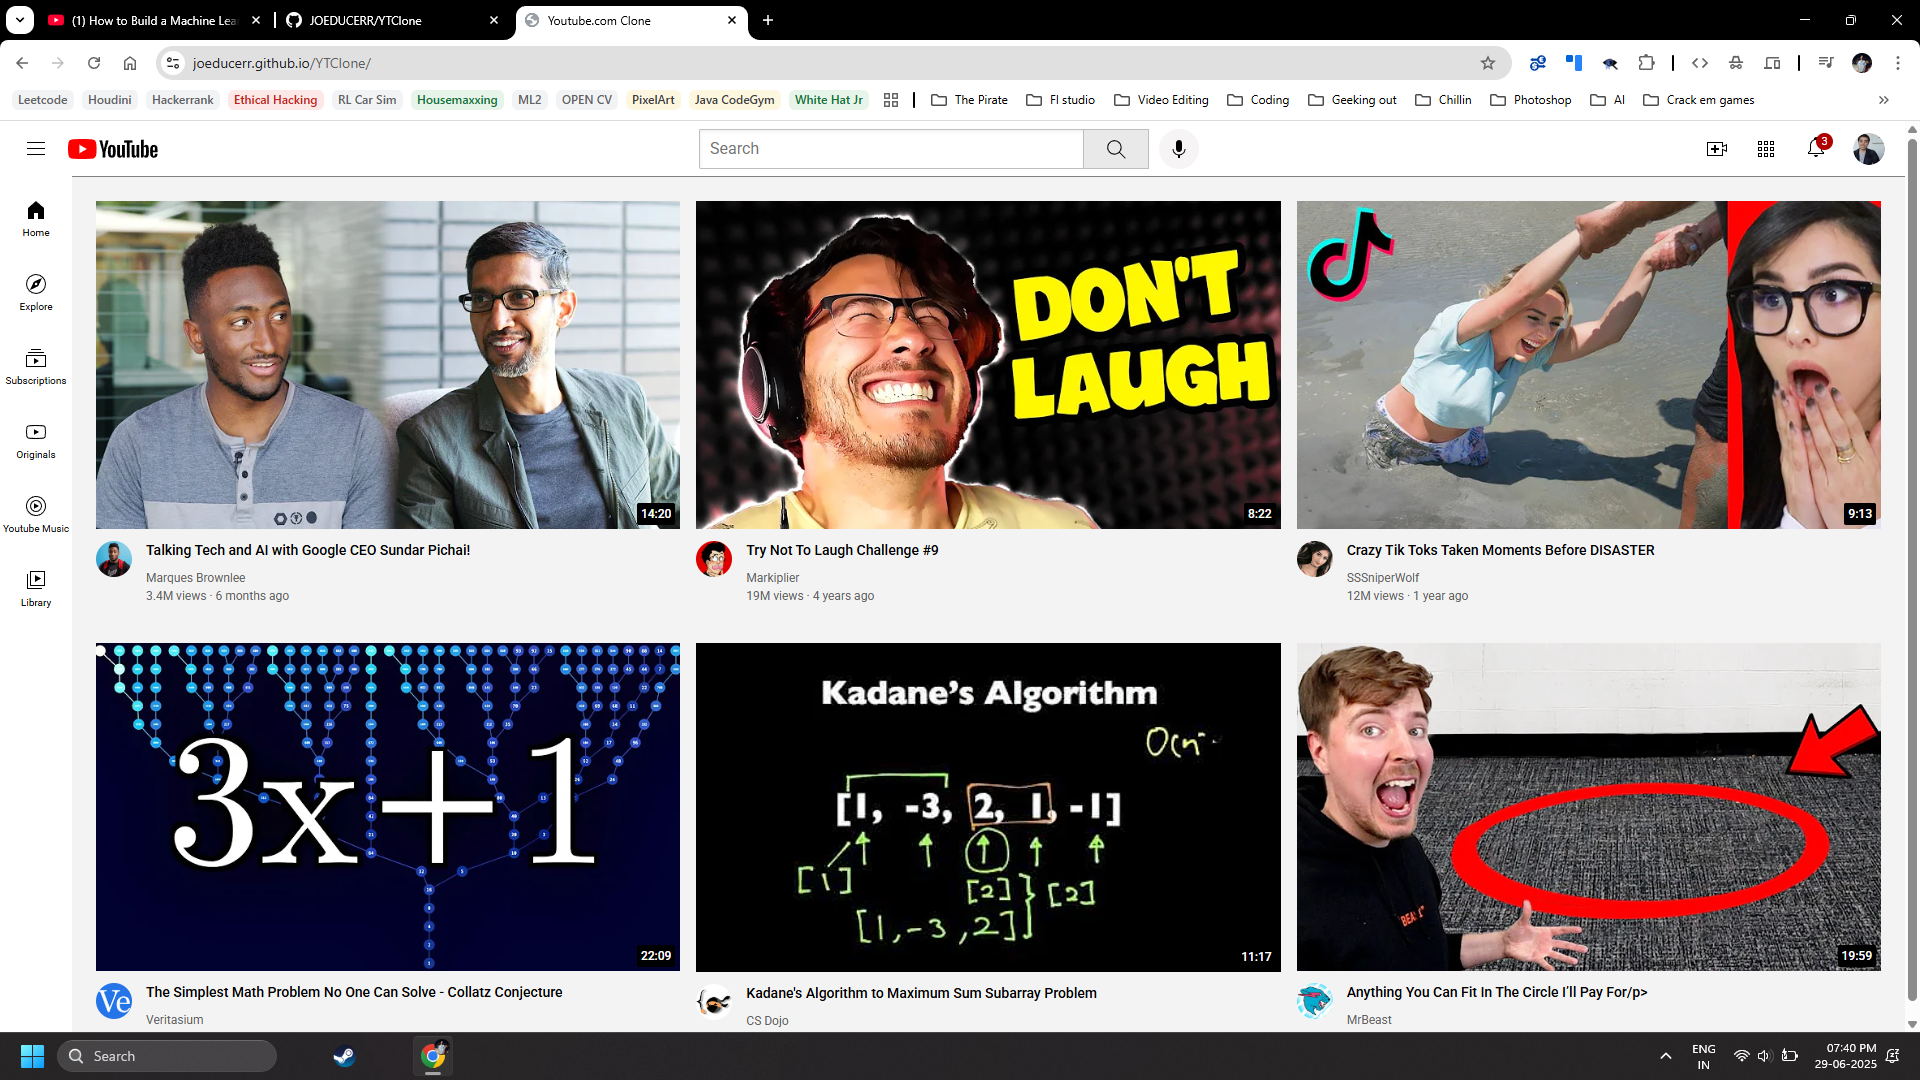 (1) How to Build a Machine Lea
JOEDUCERR/YTClone
Youtube.com Clone
joeducerr.github.io/YTClone/
Leetcode
Houdini
Hackerrank
Ethical Hacking
RL Car Sim
Housemaxxing
ML2
OPEN CV
PixelArt
Java CodeGym
White Hat Jr
The Pirate
Fl studio
Video Editing
Coding
Geeking out
Chillin
Photoshop
AI
Crack em games
YouTube
Search
3
Home
Explore
Subscriptions
Originals
Youtube Music
Library
14:20
Talking Tech and AI with Google CEO Sundar Pichai!
Marques Brownlee
3.4M views · 6 months ago
DON'T
LAUGH
8:22
Try Not To Laugh Challenge #9
Markiplier
19M views · 4 years ago
9:13
Crazy Tik Toks Taken Moments Before DISASTER
SSSniperWolf
12M views · 1 year ago
3x+1
22:09
Ve
The Simplest Math Problem No One Can Solve - Collatz Conjecture
Veritasium
Kadane's Algorithm
O(n
[1, -3, 2, 1, -1]
[1]
[2]
[2]
[1,-3,2]
11:17
Kadane's Algorithm to Maximum Sum Subarray Problem
CS Dojo
19:59
Anything You Can Fit In The Circle I'll Pay For/p>
MrBeast
Search
ENG
IN
07:40 PM
29-06-2025